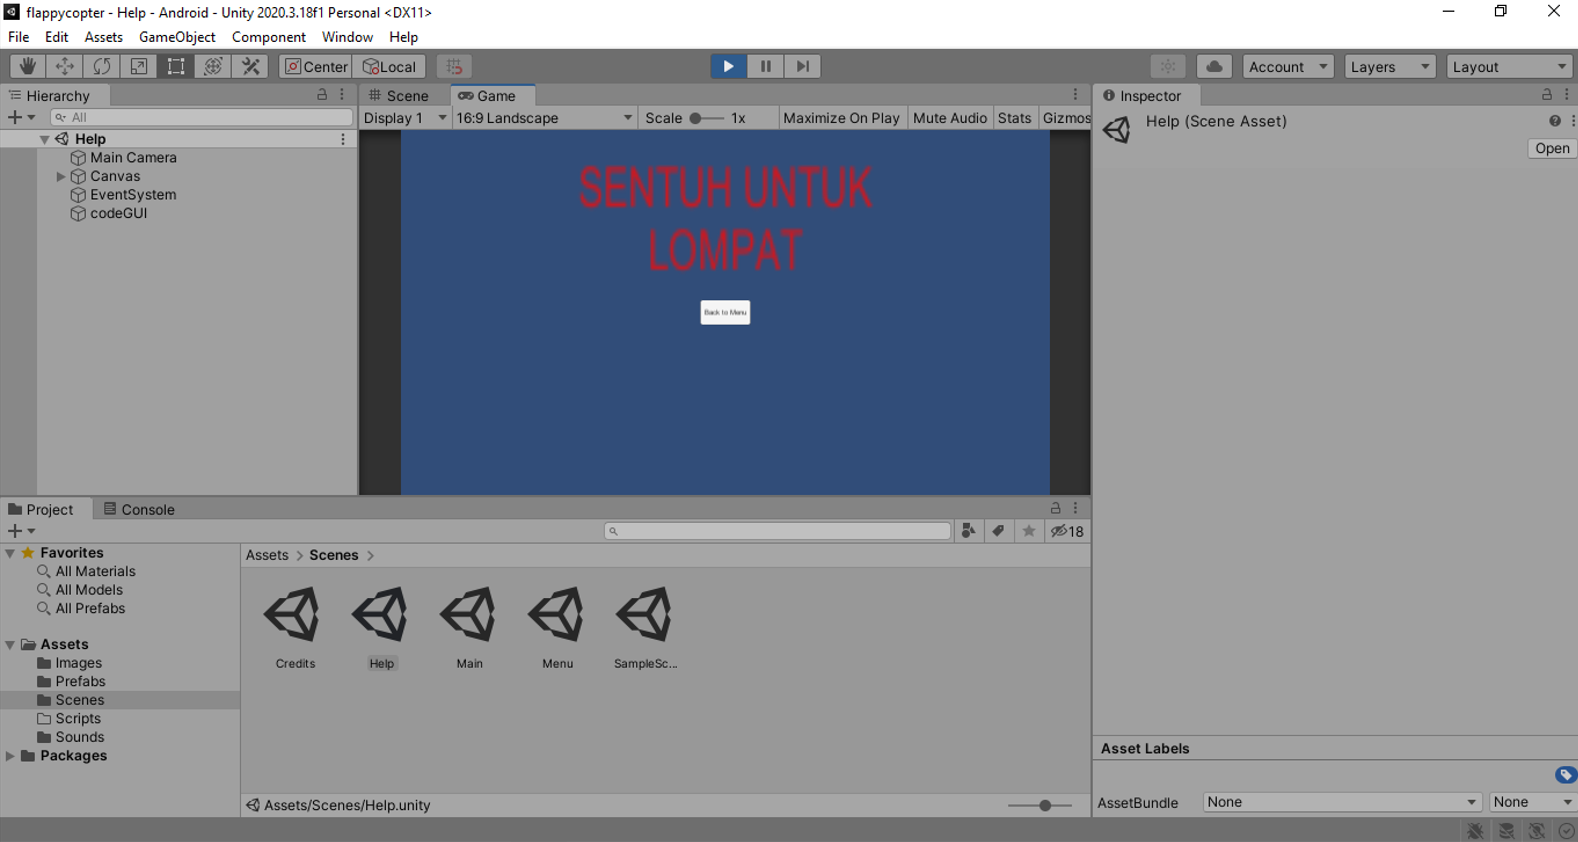 flappycopter - Help - Android - Unity 2020.3.18f1 Personal <DX11>
File Edit Assets GameObject Component Window Help
Center Local Account Layers Layout
Hierarchy
All
Help
Main Camera
Canvas
EventSystem
codeGUI
Scene Game
Display 1 16:9 Landscape Scale 1x Maximize On Play Mute Audio Stats Gizmos
SENTUH UNTUK
LOMPAT
Back to Menu
Inspector
Help (Scene Asset)
Open
Project Console
18
Favorites
All Materials
All Models
All Prefabs
Assets
Images
Prefabs
Scenes
Scripts
Sounds
Packages
Assets > Scenes >
Credits Help Main Menu SampleSc...
Assets/Scenes/Help.unity
Asset Labels
AssetBundle None None